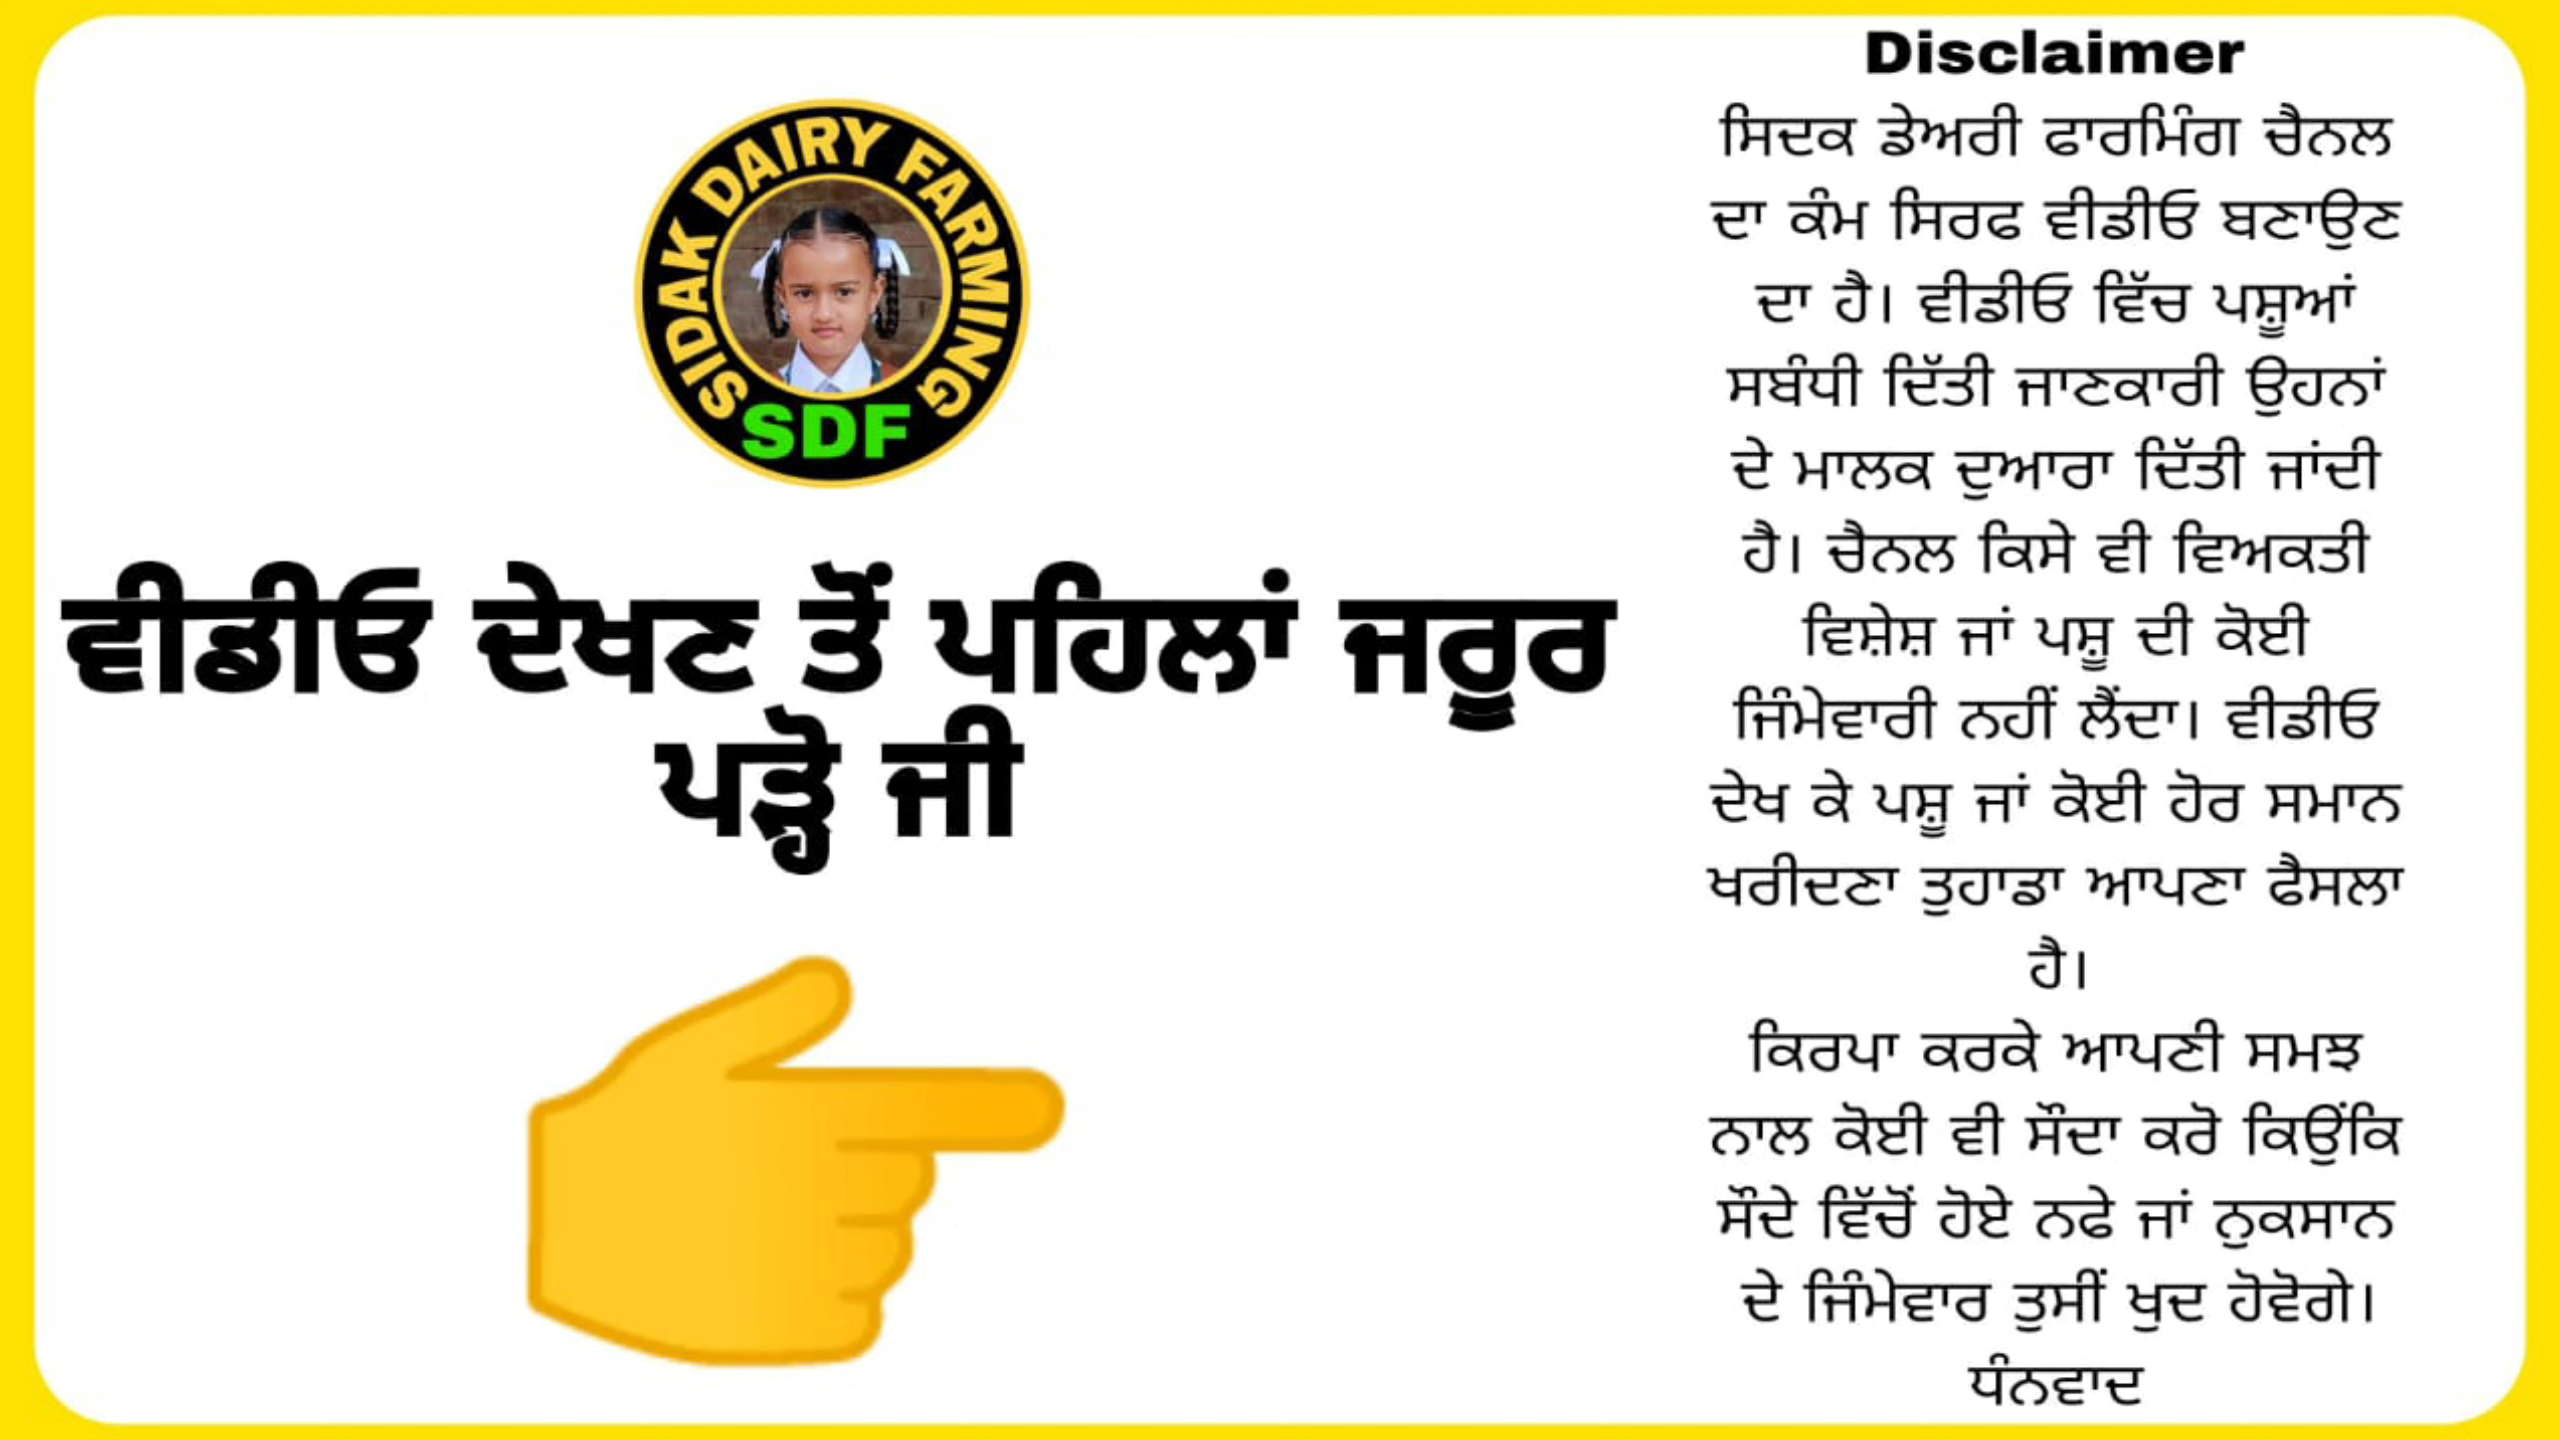 SIDAK DAIRY FARMING
SDF
ਵੀਡੀਓ ਦੇਖਣ ਤੋਂ ਪਹਿਲਾਂ ਜਰੂਰ
ਪੜ੍ਹੋ ਜੀ
Disclaimer
ਸਿਦਕ ਡੇਅਰੀ ਫਾਰਮਿੰਗ ਚੈਨਲ
ਦਾ ਕੰਮ ਸਿਰਫ ਵੀਡੀਓ ਬਣਾਉਣ
ਦਾ ਹੈ। ਵੀਡੀਓ ਵਿੱਚ ਪਸ਼ੂਆਂ
ਸਬੰਧੀ ਦਿੱਤੀ ਜਾਣਕਾਰੀ ਉਹਨਾਂ
ਦੇ ਮਾਲਕ ਦੁਆਰਾ ਦਿੱਤੀ ਜਾਂਦੀ
ਹੈ। ਚੈਨਲ ਕਿਸੇ ਵੀ ਵਿਅਕਤੀ
ਵਿਸ਼ੇਸ਼ ਜਾਂ ਪਸ਼ੂ ਦੀ ਕੋਈ
ਜਿੰਮੇਵਾਰੀ ਨਹੀਂ ਲੈਂਦਾ। ਵੀਡੀਓ
ਦੇਖ ਕੇ ਪਸ਼ੂ ਜਾਂ ਕੋਈ ਹੋਰ ਸਮਾਨ
ਖਰੀਦਣਾ ਤੁਹਾਡਾ ਆਪਣਾ ਫੈਸਲਾ
ਹੈ।
ਕਿਰਪਾ ਕਰਕੇ ਆਪਣੀ ਸਮਝ
ਨਾਲ ਕੋਈ ਵੀ ਸੌਦਾ ਕਰੋ ਕਿਉਂਕਿ
ਸੌਦੇ ਵਿੱਚੋਂ ਹੋਏ ਨਫੇ ਜਾਂ ਨੁਕਸਾਨ
ਦੇ ਜਿੰਮੇਵਾਰ ਤੁਸੀਂ ਖੁਦ ਹੋਵੋਗੇ।
ਧੰਨਵਾਦ